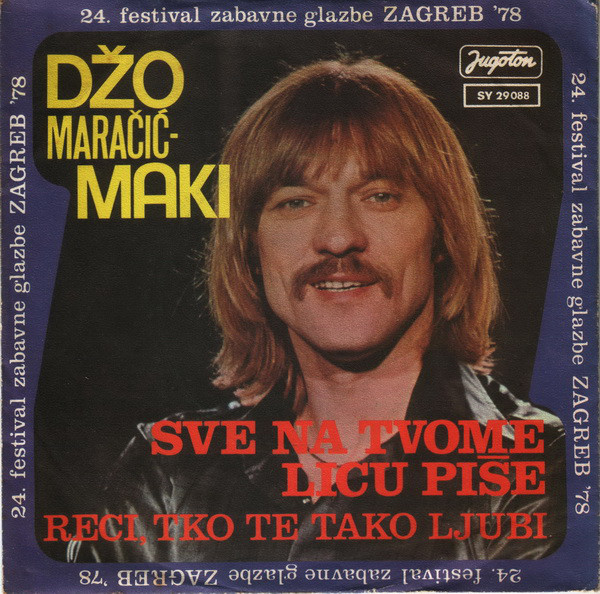 24. festival zabavne glazbe ZAGREB '78
Jugoton
SY 29088
DŽO
MARAČIĆ-
MAKI
24. festival zabavne glazbe ZAGREB '78
24. festival zabavne glazbe ZAGREB '78
SVE NA TVOME
LICU PIŠE
RECI, TKO TE TAKO LJUBI
24. festival zabavne glazbe ZAGREB '78